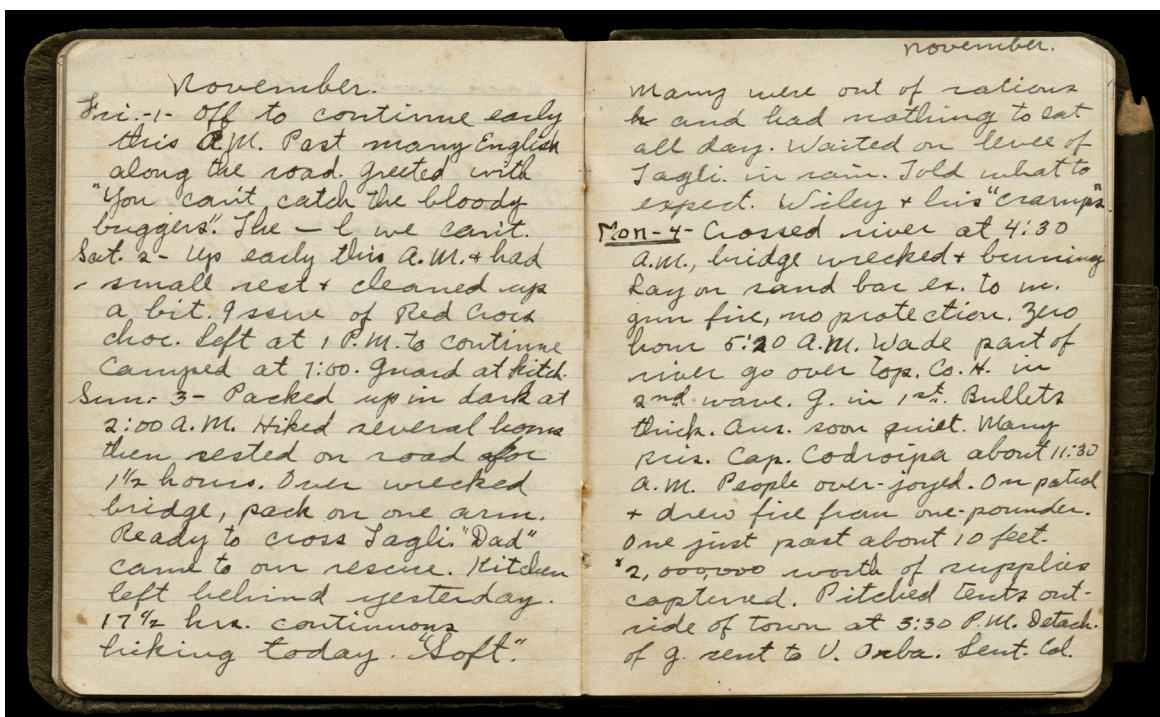 November.
Fri.-1- Off to continue early
this A.M. Past many English
along the road. Greeted with
"You can't catch the bloody
buggers". The — l we can't.
Sat. 2- Up early this A.M. + had
- small rest + cleaned up
a bit. Issue of Red Cross
choc. Left at 1 P.M. to continue
Camped at 7:00. Guard at kitch.
Sun. 3- Packed up in dark at
2:00 A.M. Hiked several hours
then rested on road for
1½ hours. Over wrecked
bridge, pack on one arm.
Ready to cross Tagli. "Dad"
came to our rescue. Kitchen
left behind yesterday.
17½ hrs. continuous
hiking today. "Soft".
november.
Many were out of rations
and had nothing to eat
all day. Waited on levee of
Tagli. in rain. Told what to
expect. Wiley + his "cramps".
Mon-4- Crossed river at 4:30
A.M., bridge wrecked + burning
Lay on sand bar ex. to m.
gun fire, no protection. Zero
hour 5:20 A.M. Wade part of
river go over Top. Co. H. in
2nd wave. G. in 1st. Bullets
thick. Aus. soon quiet. Many
pris. Cap. Codroipa about 11:30
A.M. People over-joyed. On patrol
+ drew fire from one-pounder.
One just past about 10 feet.
$2,000,000 worth of supplies
captured. Pitched tents out-
side of town at 3:30 P.M. Detach.
of G. sent to V. Orba. Sent. Col.